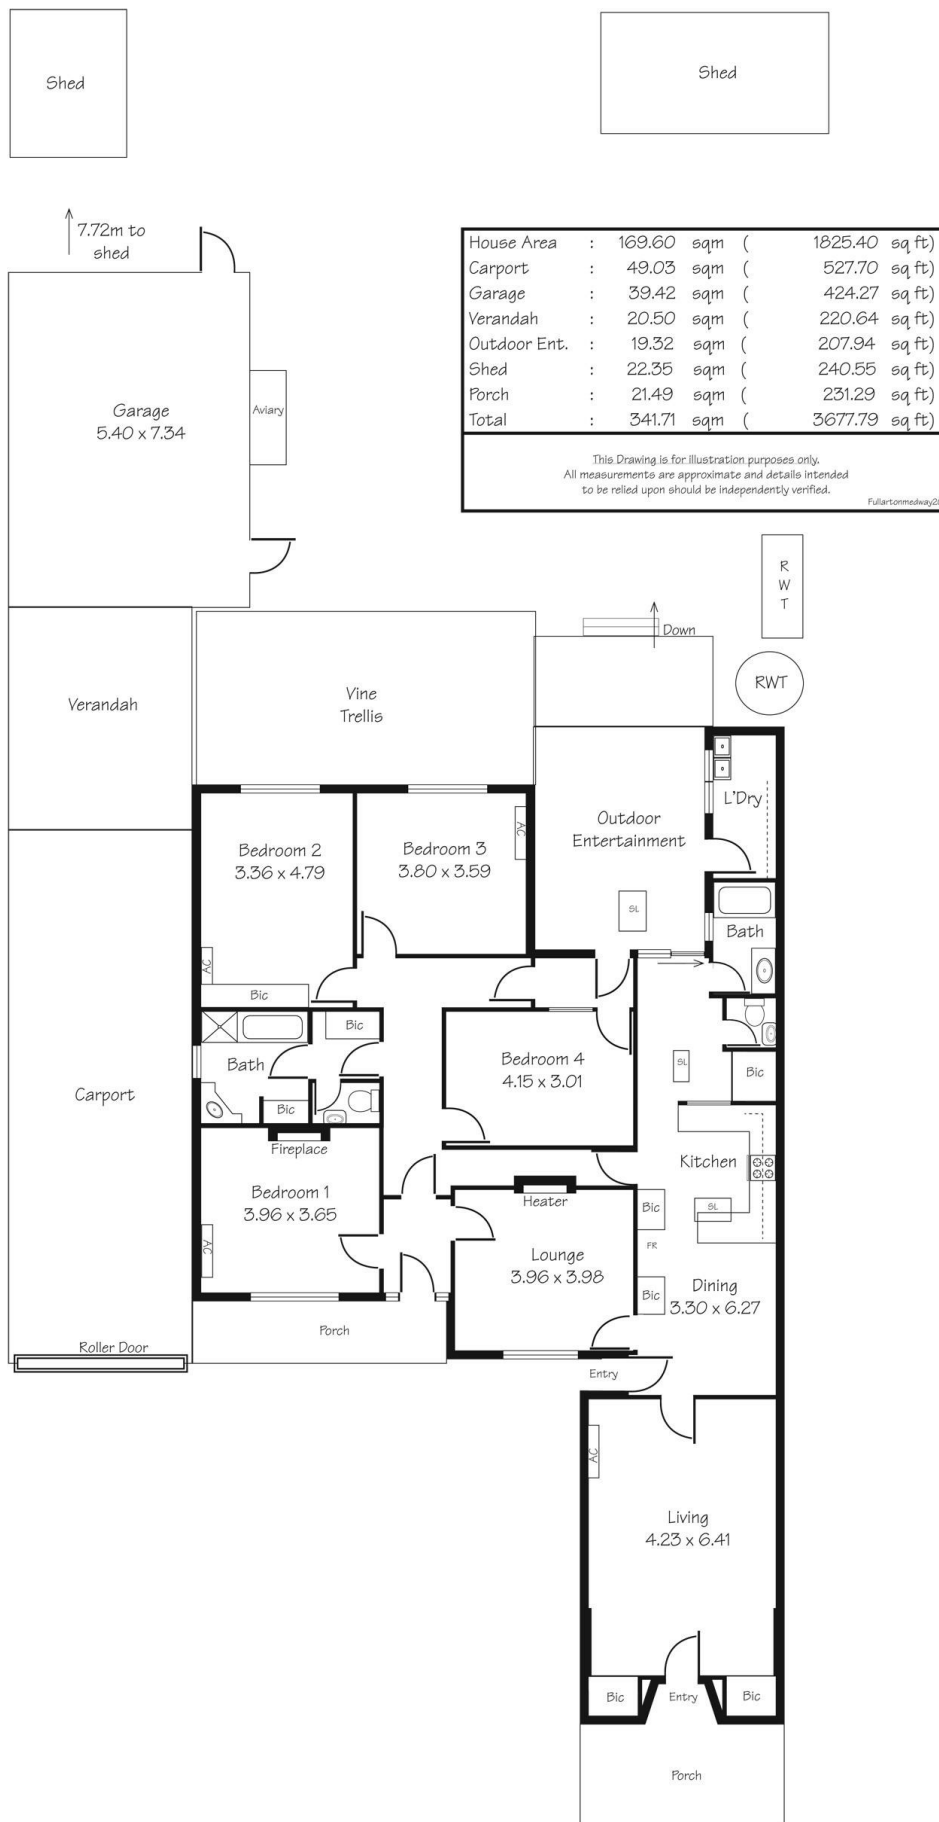 Shed
Shed
7.72m to
shed
House Area : 169.60 sqm ( 1825.40 sq ft)
Carport : 49.03 sqm ( 527.70 sq ft)
Garage : 39.42 sqm ( 424.27 sq ft)
Verandah : 20.50 sqm ( 220.64 sq ft)
Outdoor Ent. : 19.32 sqm ( 207.94 sq ft)
Shed : 22.35 sqm ( 240.55 sq ft)
Porch : 21.49 sqm ( 231.29 sq ft)
Total : 341.71 sqm ( 3677.79 sq ft)
This Drawing is for illustration purposes only.
All measurements are approximate and details intended
to be relied upon should be independently verified.
Garage
5.40 x 7.34
Aviary
R
W
T
Down
RWT
Verandah
Vine
Trellis
L'Dry
Outdoor
Entertainment
SL
Bedroom 2
3.36 x 4.79
AC
Bic
Bedroom 3
3.80 x 3.59
AC
Bath
Bic
Bath
Bic
Bedroom 4
4.15 x 3.01
SL
Bic
Carport
Fireplace
Bedroom 1
3.96 x 3.65
AC
Kitchen
SL
Heater
Bic
FR
Bic
Lounge
3.96 x 3.98
Dining
3.30 x 6.27
Porch
Roller Door
Entry
AC
Living
4.23 x 6.41
Bic
Entry
Bic
Porch